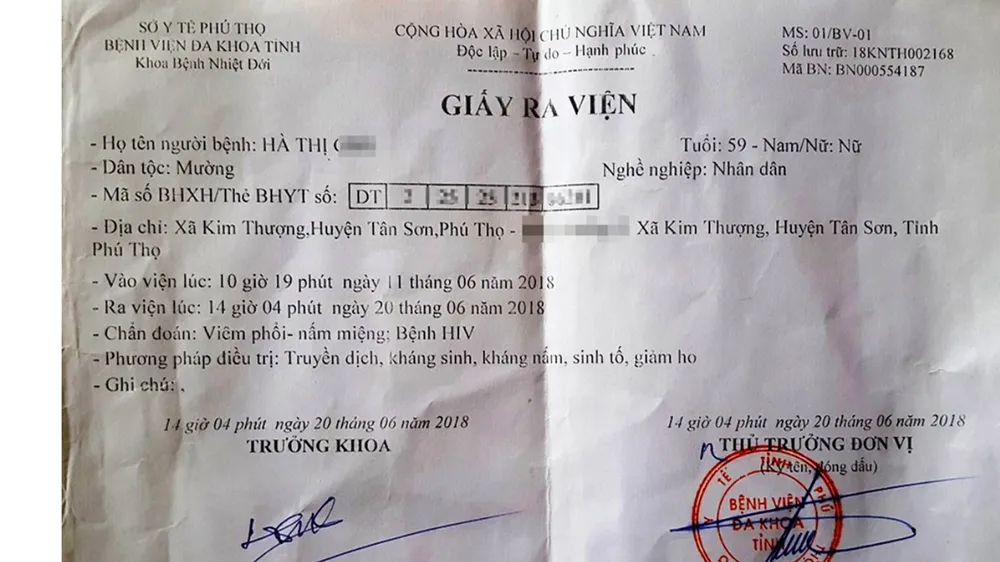 SỞ Y TẾ PHÚ THỌ
BỆNH VIỆN ĐA KHOA TỈNH
Khoa Bệnh Nhiệt Đới
CỘNG HÒA XÃ HỘI CHỦ NGHĨA VIỆT NAM
Độc lập - Tự do - Hạnh phúc
MS: 01/BV-01
Số lưu trữ: 18KNTH002168
Mã BN: BN000554187
GIẤY RA VIỆN
- Họ tên người bệnh: HÀ THỊ
Tuổi: 59 - Nam/Nữ: Nữ
- Dân tộc: Mường
Nghề nghiệp: Nhân dân
- Mã số BHXH/Thẻ BHYT số: DT
- Địa chỉ: Xã Kim Thượng,Huyện Tân Sơn,Phú Thọ - Xã Kim Thượng, Huyện Tân Sơn, Tỉnh
Phú Thọ
- Vào viện lúc: 10 giờ 19 phút ngày 11 tháng 06 năm 2018
- Ra viện lúc: 14 giờ 04 phút ngày 20 tháng 06 năm 2018
- Chẩn đoán: Viêm phổi- nấm miệng; Bệnh HIV
- Phương pháp điều trị: Truyền dịch, kháng sinh, kháng nấm, sinh tố, giảm ho
- Ghi chú: .
14 giờ 04 phút ngày 20 tháng 06 năm 2018
TRƯỞNG KHOA
14 giờ 04 phút ngày 20 tháng 06 năm 2018
THỦ TRƯỞNG ĐƠN VỊ
(Ký tên, đóng dấu)
Y TẾ TỈNH PHÚ
BỆNH VIỆN
ĐA KHOA
TỈNH